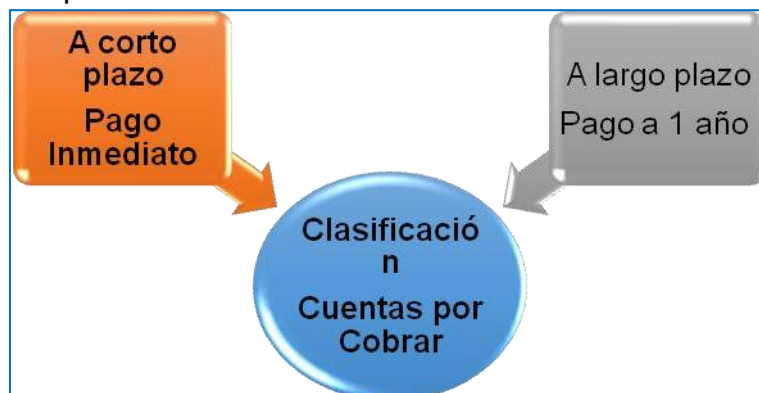 A corto
plazo
Pago
Inmediato
A largo plazo
Pago a 1 año
Clasificació
n
Cuentas por
Cobrar